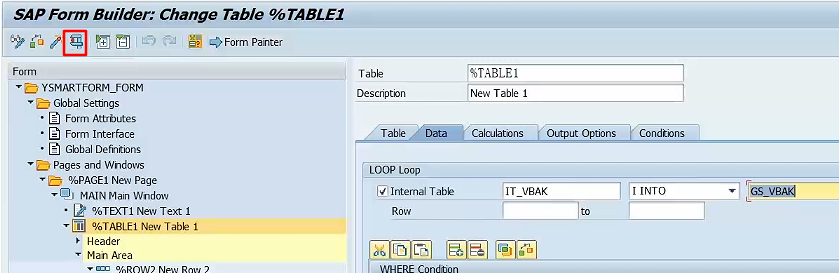 SAP Form Builder: Change Table %TABLE1
Form Painter
Form
YSMARTFORM_FORM
Global Settings
Form Attributes
Form Interface
Global Definitions
Pages and Windows
%PAGE1 New Page
MAIN Main Window
%TEXT1 New Text 1
%TABLE1 New Table 1
Header
Main Area
%ROW2 New Row 2
Table %TABLE1
Description New Table 1
Table Data Calculations Output Options Conditions
LOOP Loop
Internal Table IT_VBAK I INTO GS_VBAK
Row to
WHERE Condition